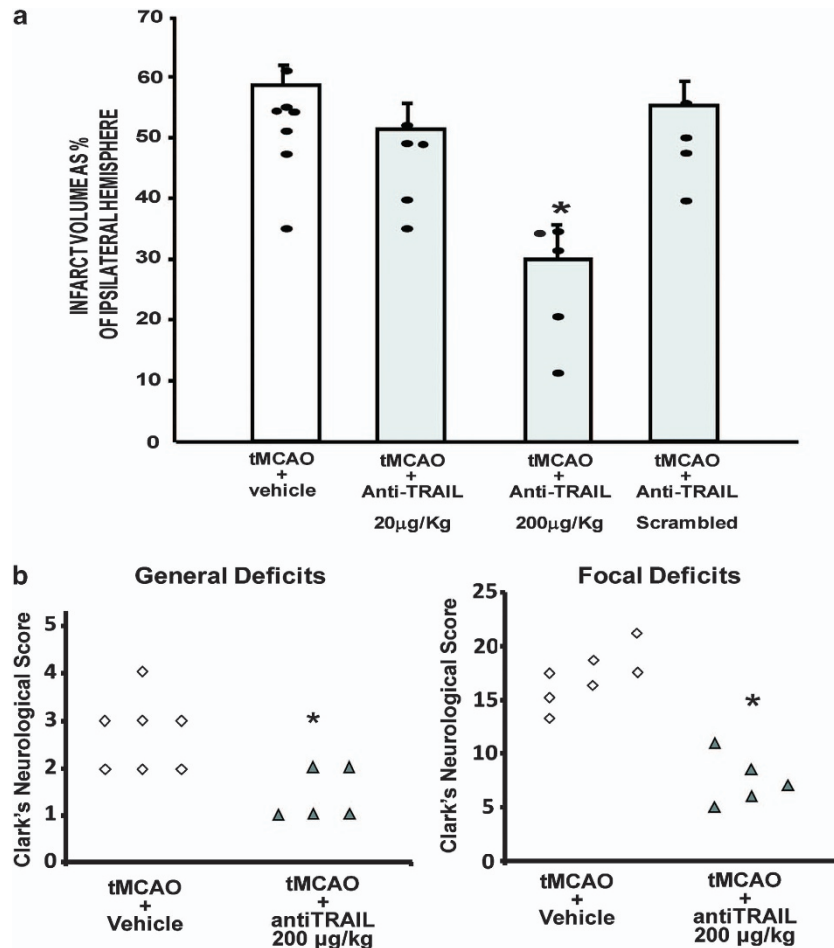 a
70
60
50
40
30
20
10
0
INFARCT VOLUME AS %
OF IPSILATERAL HEMISPHERE
*
tMCAO
+
vehicle
tMCAO
+
Anti-TRAIL
20µg/Kg
tMCAO
+
Anti-TRAIL
200µg/Kg
tMCAO
+
Anti-TRAIL
Scrambled
b
General Deficits
Clark's Neurological Score
5
4
3
2
1
0
*
tMCAO
+
Vehicle
tMCAO
+
antiTRAIL
200 µg/kg
Focal Deficits
Clark's Neurological Score
25
20
15
10
5
0
*
tMCAO
+
Vehicle
tMCAO
+
antiTRAIL
200 µg/kg